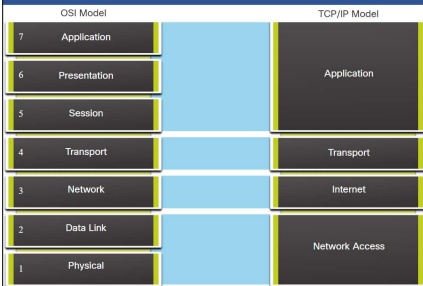 OSI Model
TCP/IP Model
7 Application
6 Presentation
Application
5 Session
4 Transport
Transport
3 Network
Internet
2 Data Link
Network Access
1 Physical